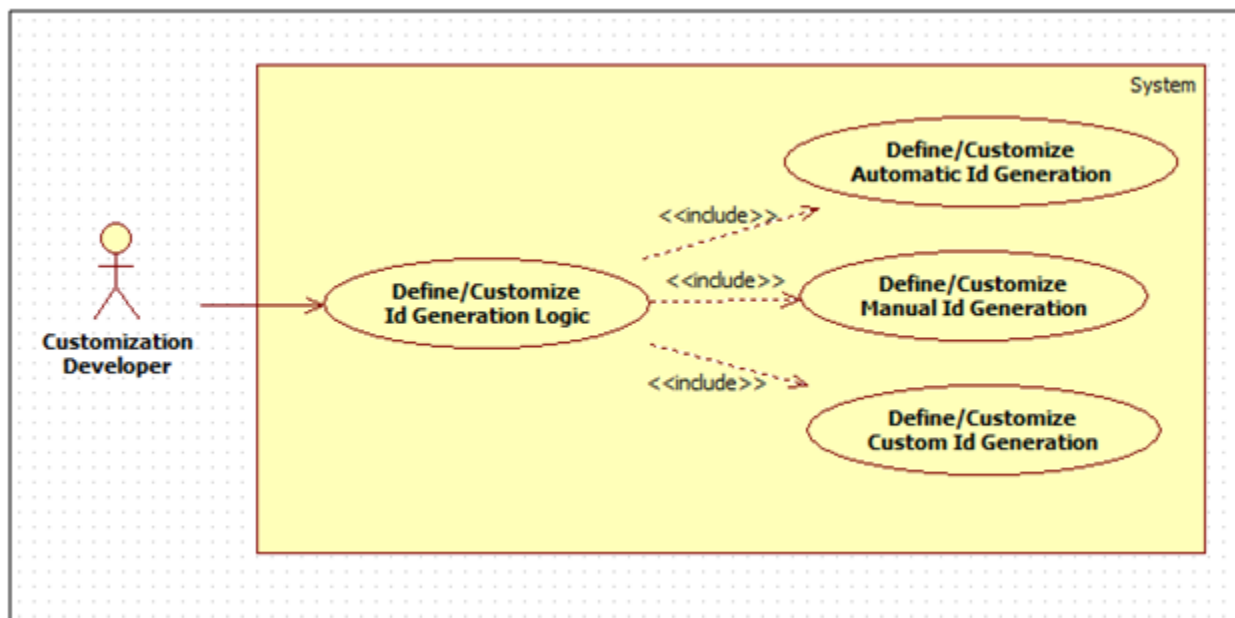 System
Define/Customize
Automatic Id Generation
<<include>>
Customization
Developer
Define/Customize
Id Generation Logic
<<include>>
Define/Customize
Manual Id Generation
<<include>>
Define/Customize
Custom Id Generation